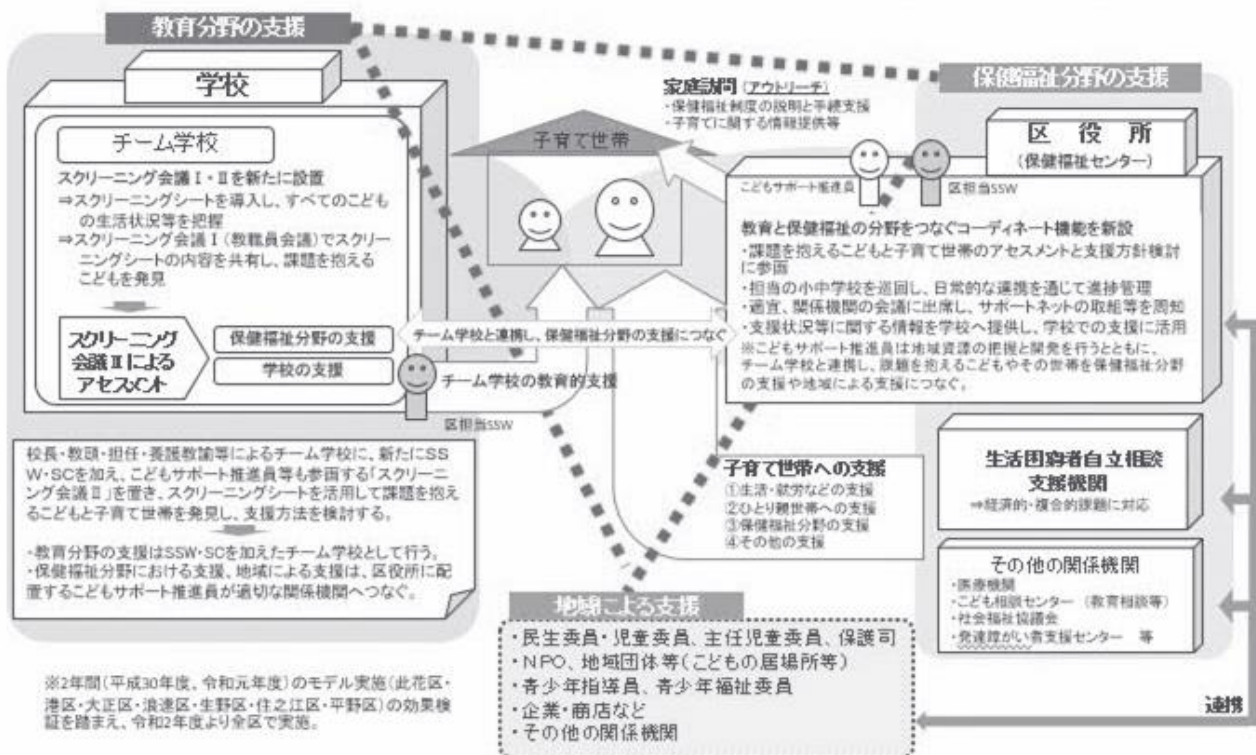 教育分野の支援
学校
チーム学校
スクリーニング会議Ⅰ・Ⅱを新たに設置
⇒スクリーニングシートを導入し、すべてのこども
の生活状況等を把握
⇒スクリーニング会議Ⅰ(教職員会議)でスクリー
ニングシートの内容を共有し、課題を抱える
こどもを発見
スクリーニング
会議Ⅱによる
アセスメント
保健福祉分野の支援
学校の支援
区担当SSW
校長・教頭・担任・養護教諭等によるチーム学校に、新たにSS
W・SCを加え、こどもサポート推進員等も参画する「スクリーニ
ング会議Ⅱ」を置き、スクリーニングシートを活用して課題を抱え
るこどもと子育て世帯を発見し、支援方法を検討する。
・教育分野の支援はSSW・SCを加えたチーム学校として行う。
・保健福祉分野における支援、地域による支援は、区役所に配
置するこどもサポート推進員が適切な関係機関へつなぐ。
※2年間(平成30年度、令和元年度)のモデル実施(此花区・
港区・大正区・浪速区・生野区・住之江区・平野区)の効果検
証を踏まえ、令和2年度より全区で実施。
家庭訪問(アウトリーチ)
・保健福祉制度の説明と手続支援
・子育てに関する情報提供等
子育て世帯
チーム学校と連携し、保健福祉分野の支援につなぐ
チーム学校の教育的支援
子育て世帯への支援
①生活・就労などの支援
②ひとり親世帯への支援
③保健福祉分野の支援
④その他の支援
地域による支援
・民生委員・児童委員、主任児童委員、保護司
・NPO、地域団体等(こどもの居場所等)
・青少年指導員、青少年福祉委員
・企業・商店など
・その他の関係機関
保健福祉分野の支援
区役所
(保健福祉センター)
こどもサポート推進員
区担当SSW
教育と保健福祉の分野をつなぐコーディネート機能を新設
・課題を抱えるこどもと子育て世帯のアセスメントと支援方針検討
に参画
・担当の小中学校を巡回し、日常的な連携を通じて進捗管理
・適宜、関係機関の会議に出席し、サポートネットの取組等を周知
・支援状況等に関する情報を学校へ提供し、学校での支援に活用
※こどもサポート推進員は地域資源の把握と開発を行うとともに、
チーム学校と連携し、課題を抱えるこどもやその世帯を保健福祉分野
の支援や地域による支援につなぐ。
生活困窮者自立相談
支援機関
⇒経済的・複合的課題に対応
その他の関係機関
・医療機関
・こども相談センター (教育相談等)
・社会福祉協議会
・発達障がい者支援センター 等
連携